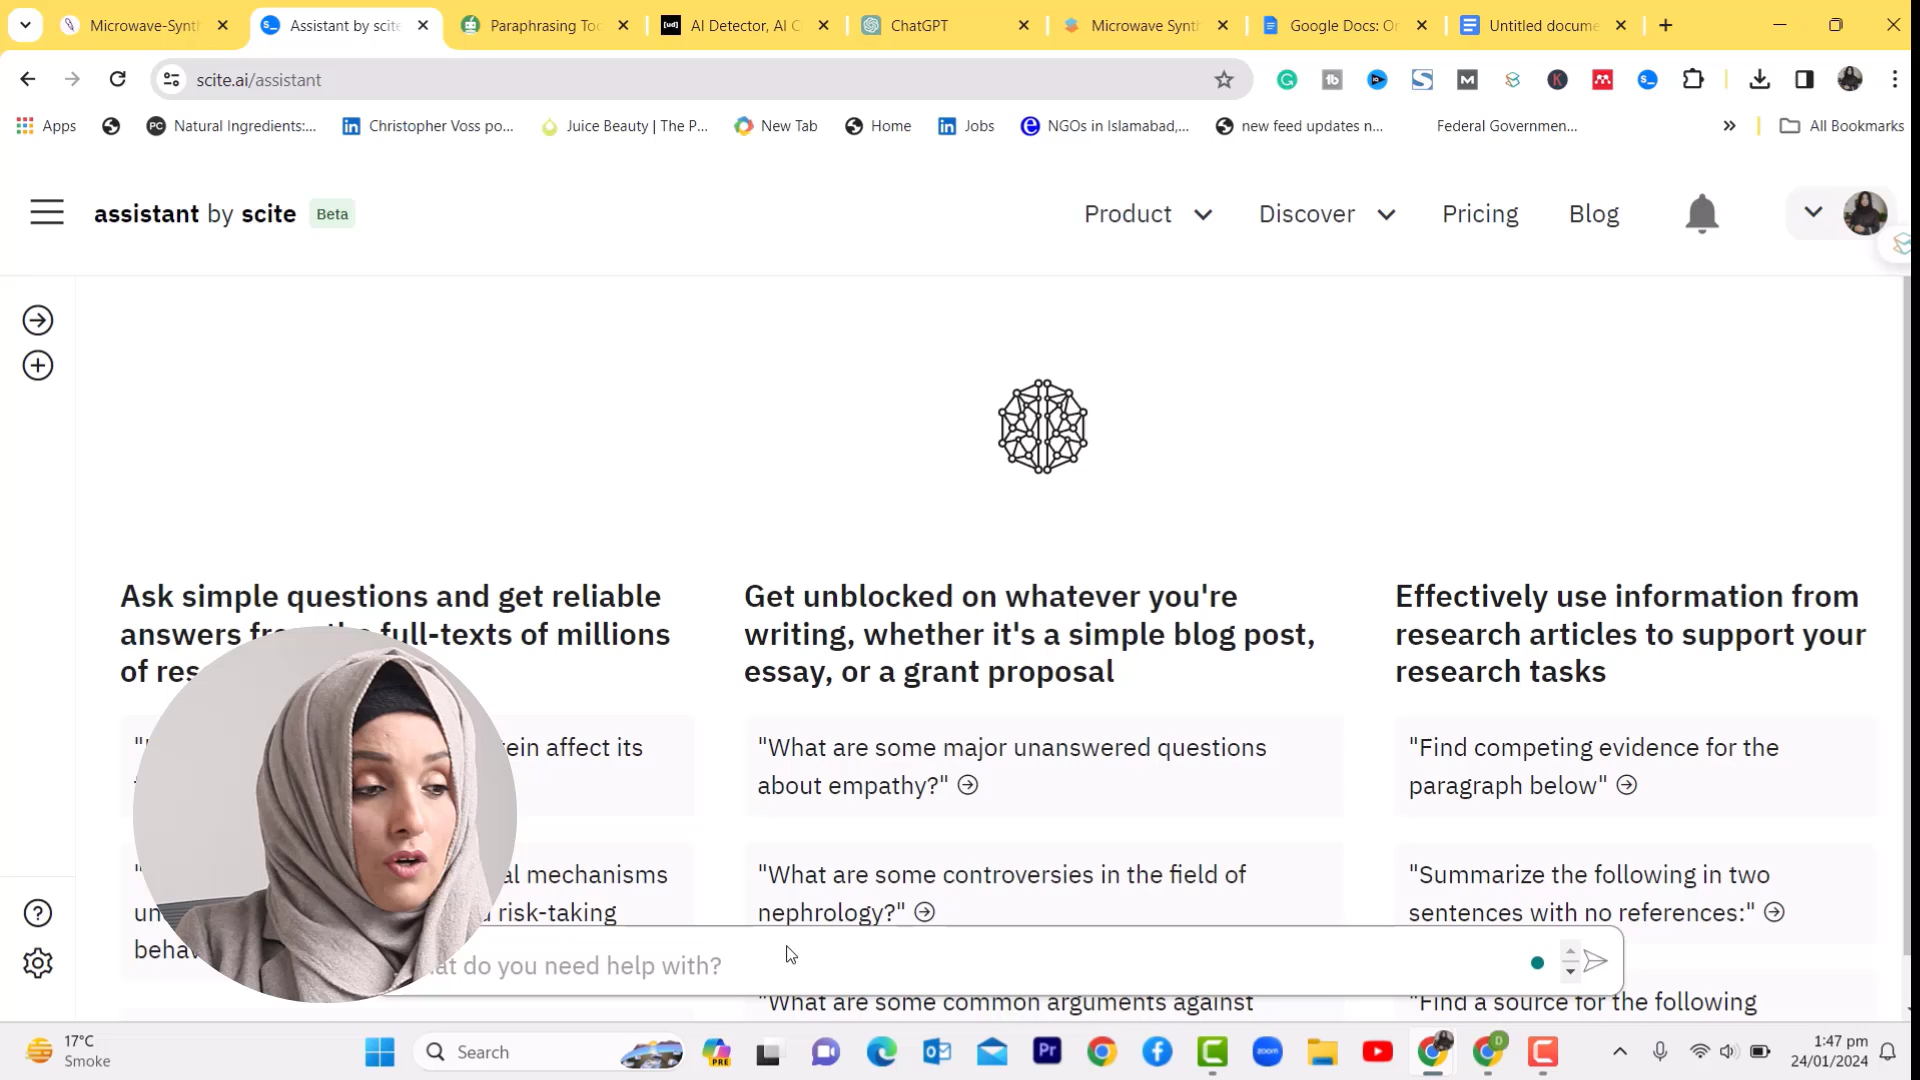 Microwave-Synt
Assistant by scite
Paraphrasing Too
AI Detector, AI C
ChatGPT
Microwave Synt
Google Docs: On
Untitled docume
scite.ai/assistant
Apps
Natural Ingredients:...
Christopher Voss po...
Juice Beauty | The P...
New Tab
Home
Jobs
NGOs in Islamabad,...
new feed updates n...
Federal Governmen...
All Bookmarks
assistant by scite
Beta
Product
Discover
Pricing
Blog
Ask simple questions and get reliable
answers the full-texts of millions
of
tein affect its
al mechanisms
risk-taking
Get unblocked on whatever you're
writing, whether it's a simple blog post,
essay, or a grant proposal
"What are some major unanswered questions
about empathy?"
"What are some controversies in the field of
nephrology?"
"What are some common arguments against
Effectively use information from
research articles to support your
research tasks
"Find competing evidence for the
paragraph below"
"Summarize the following in two
sentences with no references:"
"Find a source for the following
at do you need help with?
17°C
Smoke
Search
PRE
Pr
zoom
D
1:47 pm
24/01/2024